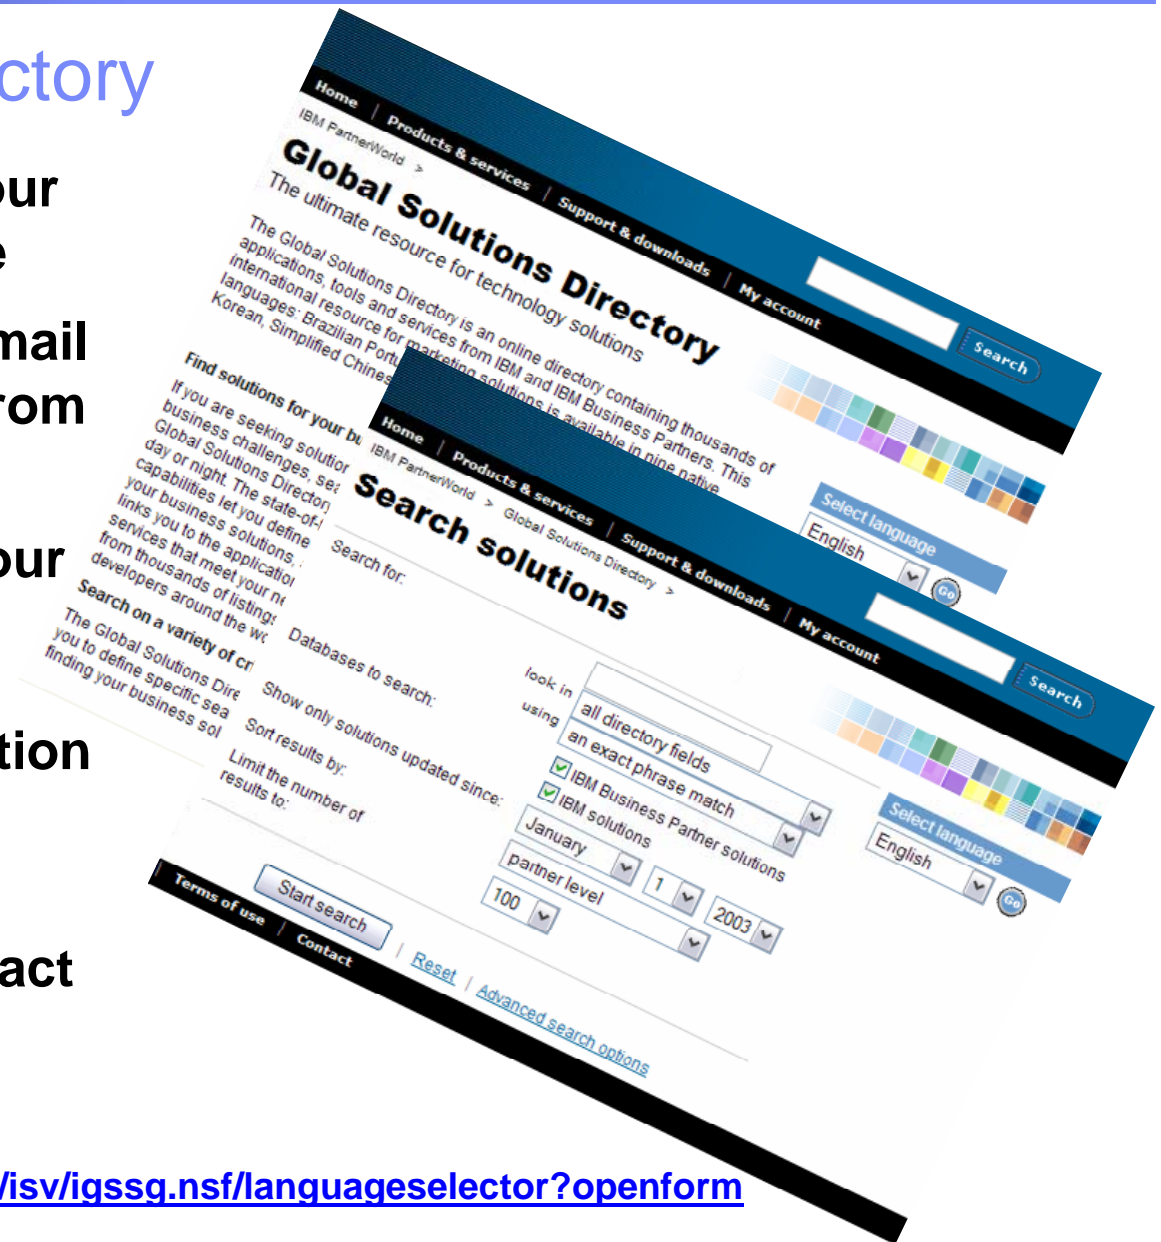 ctory
our
e
mail
rom
our
tion
act
/isv/igssg.nsf/languageselector?openform
Home | Products & services | Support & downloads | My account
Search
IBM PartnerWorld >
Global Solutions Directory
The ultimate resource for technology solutions
The Global Solutions Directory is an online directory containing thousands of
applications, tools and services from IBM and IBM Business Partners. This
international resource for marketing solutions is available in nine native
languages: Brazilian Portu
Korean, Simplified Chines
Select language
English
Go
Find solutions for your bu
If you are seeking solution
business challenges, sea
Global Solutions Directory
day or night. The state-of-
capabilities let you define
your business solutions,
links you to the application
services that meet your ne
from thousands of listings
developers around the wo
Search on a variety of cri
The Global Solutions Dire
you to define specific sea
finding your business sol
Home | Products & services | Support & downloads | My account
Search
IBM PartnerWorld > Global Solutions Directory >
Search solutions
Select language
English
Go
Search for:
look in all directory fields
using an exact phrase match
Databases to search:
IBM Business Partner solutions
IBM solutions
Show only solutions updated since:
January 1 2003
Sort results by:
partner level
Limit the number of
results to:
100
Start search | Reset | Advanced search options
Terms of use | Contact